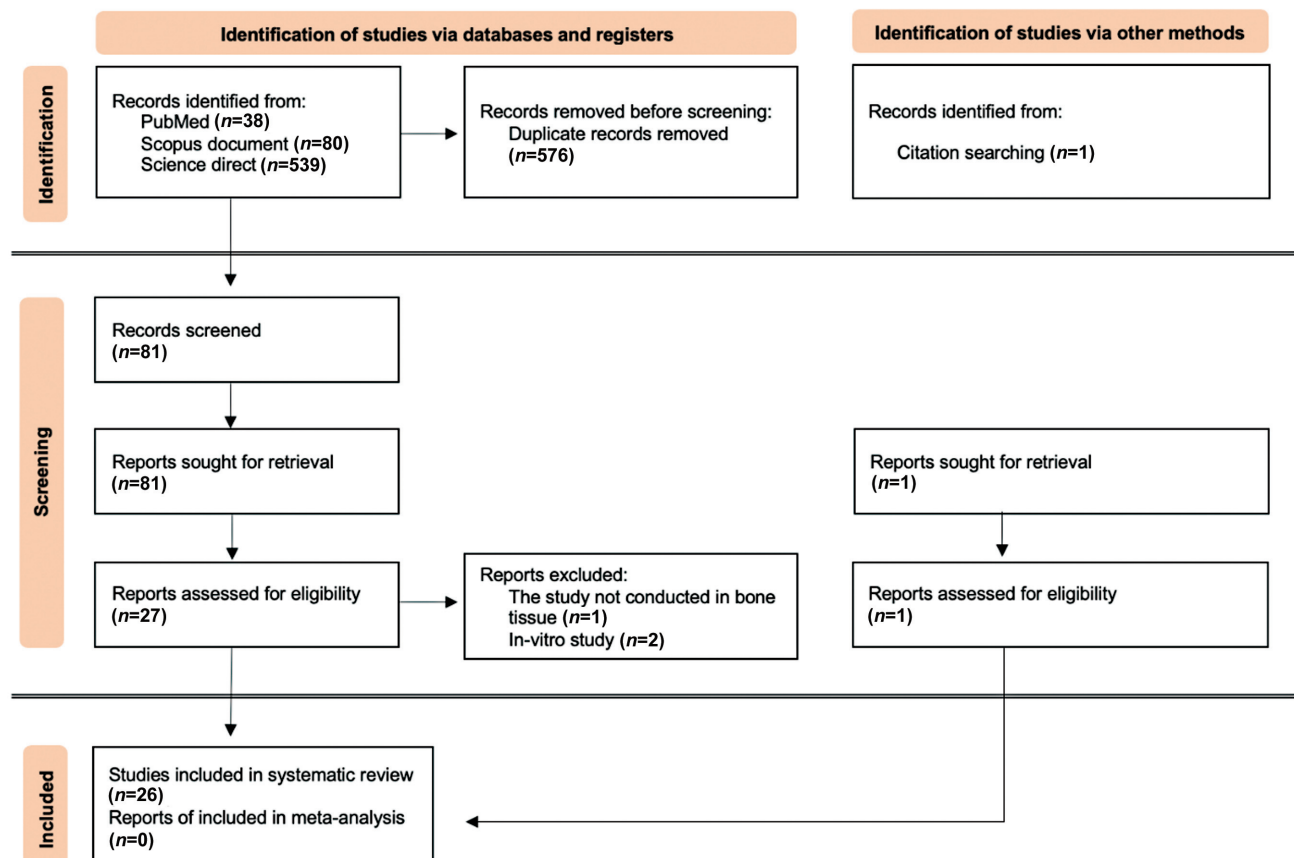 Identification of studies via databases and registers
Identification of studies via other methods
Identification
Records identified from:
PubMed (n=38)
Scopus document (n=80)
Science direct (n=539)
Records removed before screening:
Duplicate records removed
(n=576)
Records identified from:
Citation searching (n=1)
Screening
Records screened
(n=81)
Reports sought for retrieval
(n=81)
Reports sought for retrieval
(n=1)
Reports assessed for eligibility
(n=27)
Reports excluded:
The study not conducted in bone
tissue (n=1)
In-vitro study (n=2)
Reports assessed for eligibility
(n=1)
Included
Studies included in systematic review
(n=26)
Reports of included in meta-analysis
(n=0)